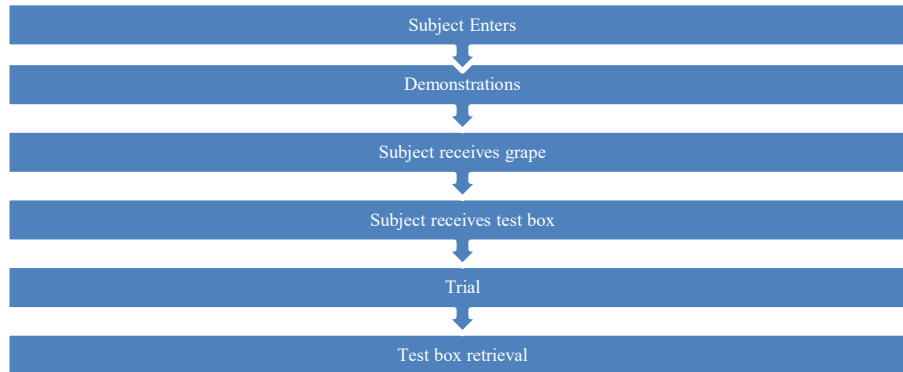 Subject Enters
Demonstrations
Subject receives grape
Subject receives test box
Trial
Test box retrieval